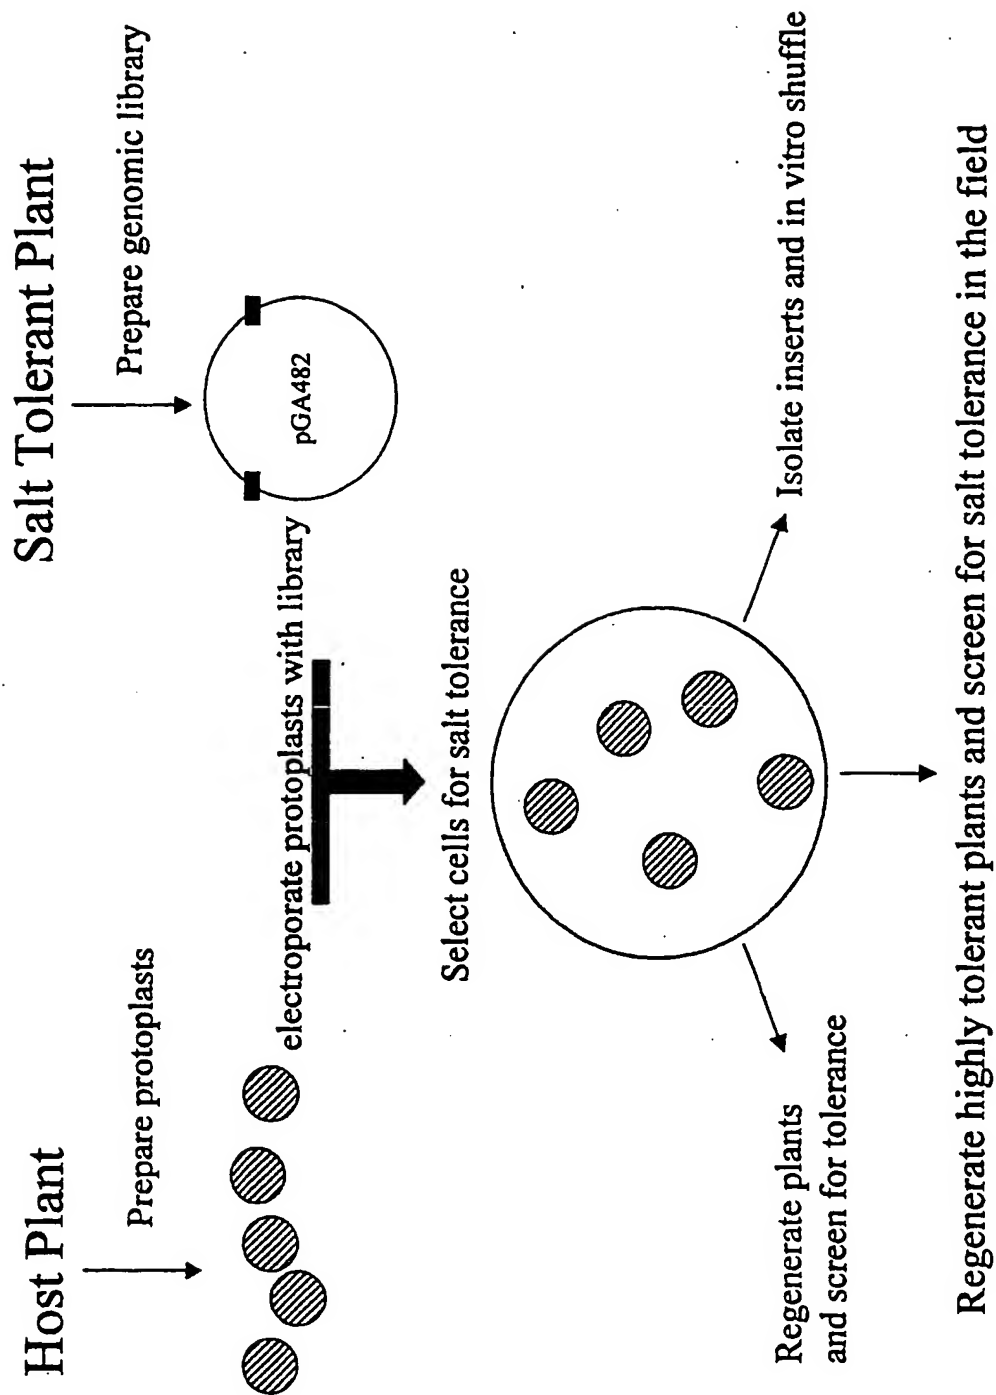 Host Plant
Salt Tolerant Plant
Prepare protoplasts
Prepare genomic library
pGA482
electroporate protoplasts with library
Select cells for salt tolerance
Regenerate plants
and screen for tolerance
Isolate inserts and in vitro shuffle
Regenerate highly tolerant plants and screen for salt tolerance in the field